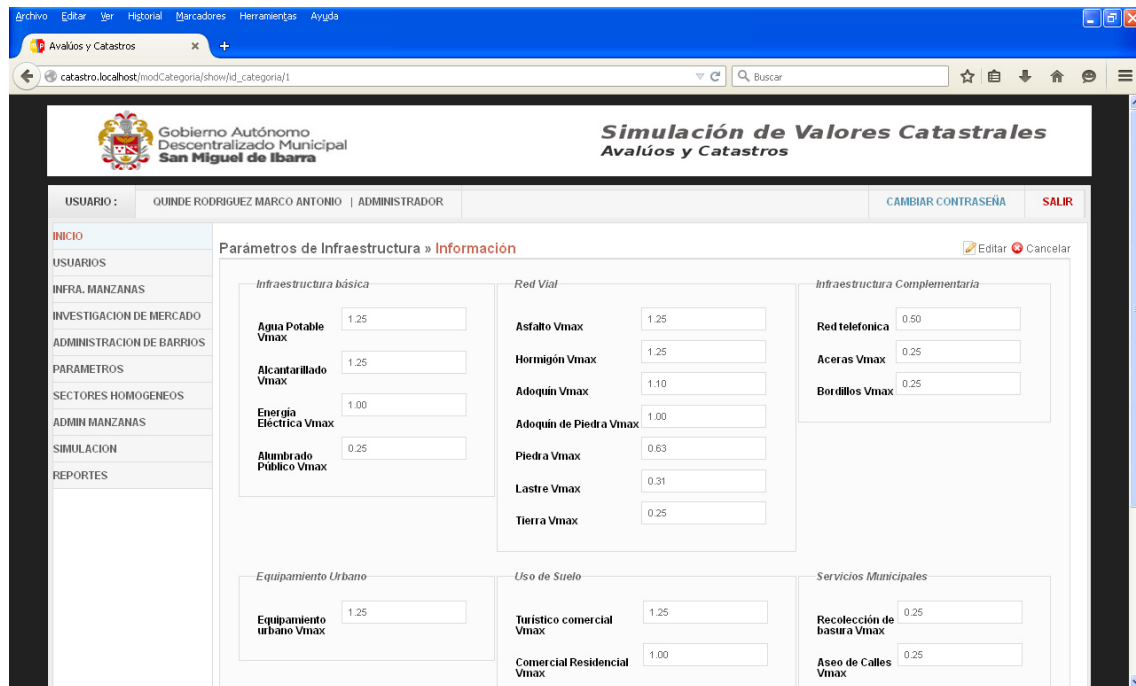 Archivo Editar Ver Historial Marcadores Herramientas Ayuda
Avalúos y Catastros
catastro.localhost/modCategoria/show/id_categoria/1
Buscar
Gobierno Autónomo
Descentralizado Municipal
San Miguel de Ibarra
Simulación de Valores Catastrales
Avalúos y Catastros
USUARIO : QUINDE RODRIGUEZ MARCO ANTONIO | ADMINISTRADOR CAMBIAR CONTRASEÑA SALIR
INICIO
USUARIOS
INFRA. MANZANAS
INVESTIGACION DE MERCADO
ADMINISTRACION DE BARRIOS
PARAMETROS
SECTORES HOMOGENEOS
ADMIN MANZANAS
SIMULACION
REPORTES
Parámetros de Infraestructura » Información
Editar Cancelar
Infraestructura básica
Agua Potable Vmax 1.25
Alcantarillado Vmax 1.25
Energía Eléctrica Vmax 1.00
Alumbrado Público Vmax 0.25
Red Vial
Asfalto Vmax 1.25
Hormigón Vmax 1.25
Adoquín Vmax 1.10
Adoquín de Piedra Vmax 1.00
Piedra Vmax 0.63
Lastre Vmax 0.31
Tierra Vmax 0.25
Infraestructura Complementaria
Red telefonica 0.50
Aceras Vmax 0.25
Bordillos Vmax 0.25
Equipamiento Urbano
Equipamiento urbano Vmax 1.25
Uso de Suelo
Turístico comercial Vmax 1.25
Comercial Residencial Vmax 1.00
Servicios Municipales
Recolección de basura Vmax 0.25
Aseo de Calles Vmax 0.25